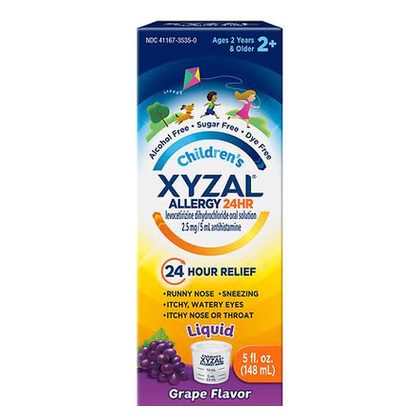 NDC 41167-3535-0
Ages 2 Years & Older 2+
Alcohol Free • Sugar Free • Dye Free
Children's
XYZAL®
ALLERGY 24HR
levocetirizine dihydrochloride oral solution
2.5 mg/5 mL antihistamine
24 HOUR RELIEF
• RUNNY NOSE • SNEEZING
• ITCHY, WATERY EYES
• ITCHY NOSE OR THROAT
Liquid
Children's
XYZAL
5 fl. oz.
(148 mL)
Grape Flavor